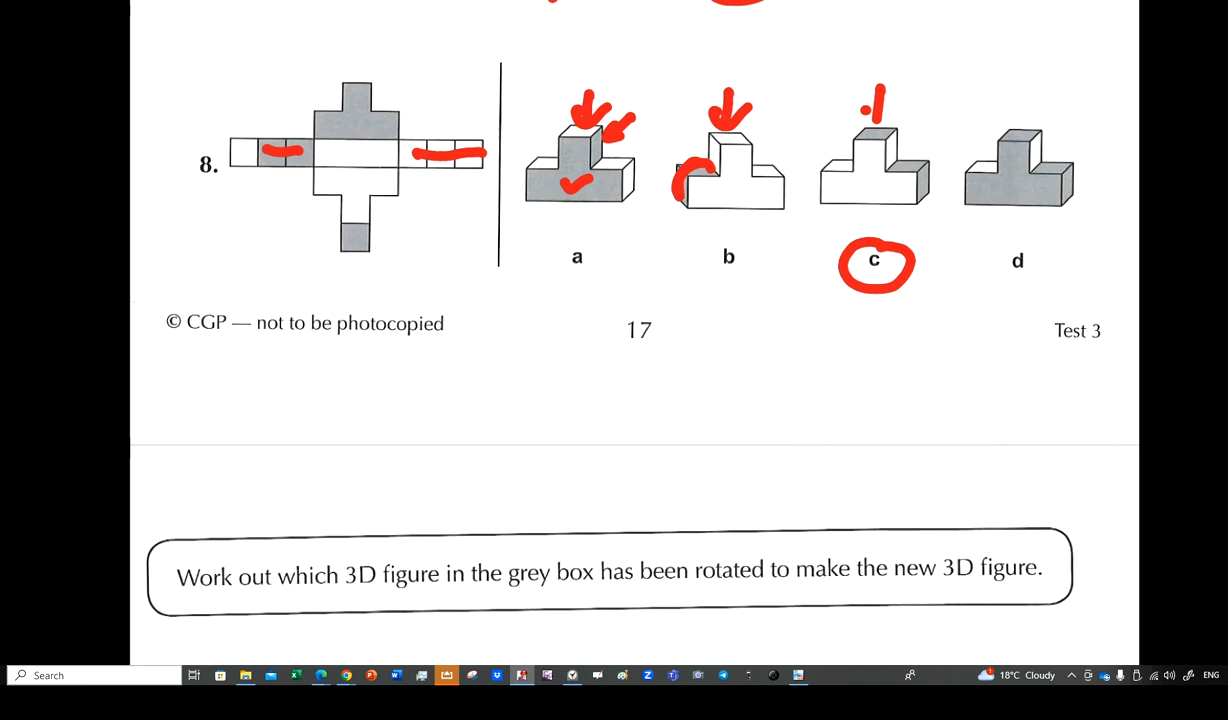 8.
a b c d
© CGP — not to be photocopied 17 Test 3
Work out which 3D figure in the grey box has been rotated to make the new 3D figure.
Search 18°C Cloudy ENG